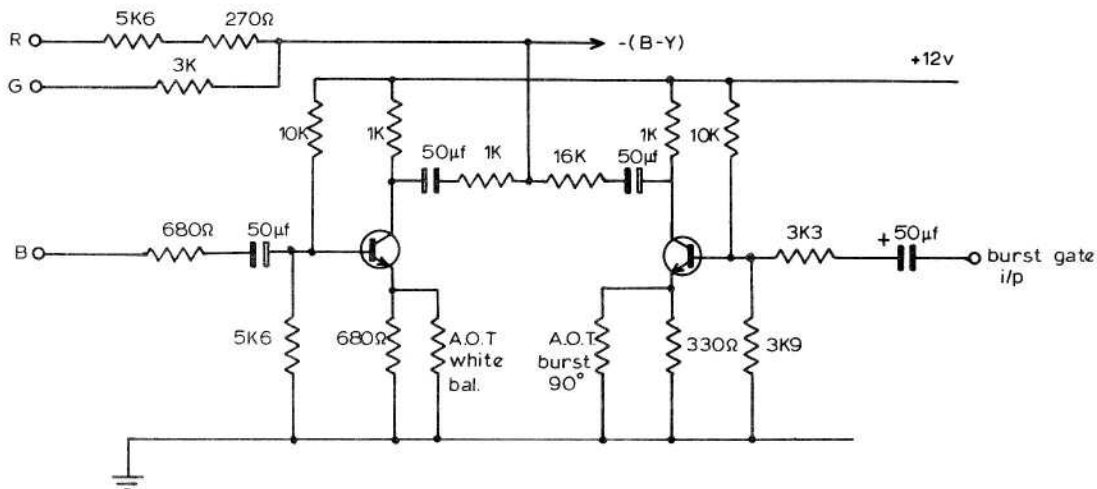 5K6
270Ω
R
-(B-Y)
3K
+12v
G
10K
1K
1K
10K
50μf
1K
16K
50μf
680Ω
50μf
3K3
+
50μf
B
burst gate
i/p
5K6
680Ω
A.O.T
white
bal.
A.O.T.
burst
90°
330Ω
3K9